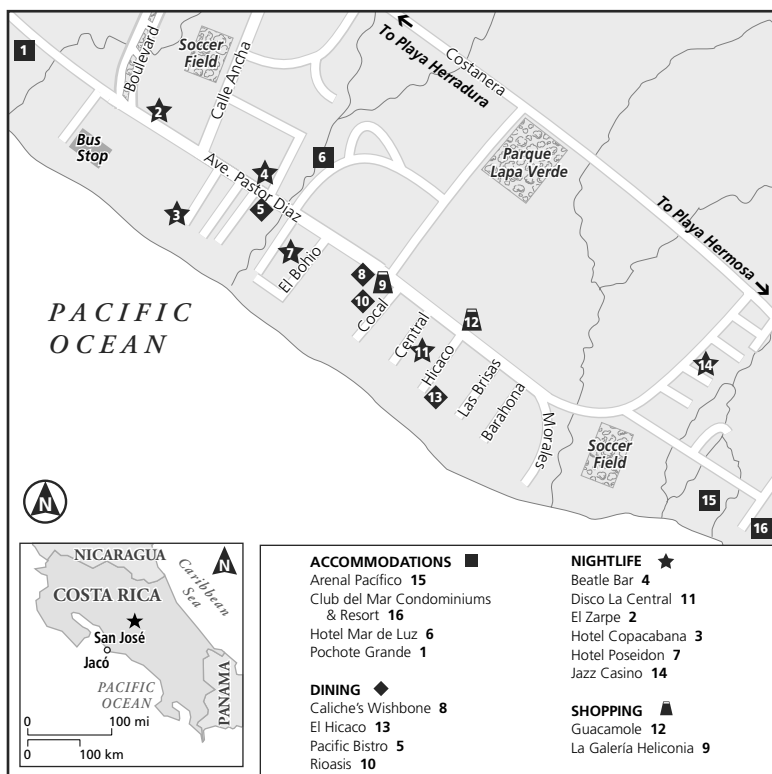 1
Boulevard
Soccer
Field
Calle Ancha
To Playa Herradura
Costanera
2
Bus
Stop
Ave. Pastor Díaz
4
6
Parque
Lapa Verde
3
5
To Playa Hermosa
7
El Bohio
8
9
10
Cocal
PACIFIC
OCEAN
12
Central
11
Hicaco
13
Las Brisas
Barahona
Morales
14
Soccer
Field
15
16
N
NICARAGUA
N
Caribbean
Sea
COSTA RICA
San José
Jacó
PACIFIC
OCEAN
PANAMA
0 100 mi
0 100 km
ACCOMMODATIONS
Arenal Pacífico 15
Club del Mar Condominiums
& Resort 16
Hotel Mar de Luz 6
Pochote Grande 1
DINING
Caliche's Wishbone 8
El Hicaco 13
Pacific Bistro 5
Rioasis 10
NIGHTLIFE
Beatle Bar 4
Disco La Central 11
El Zarpe 2
Hotel Copacabana 3
Hotel Poseidon 7
Jazz Casino 14
SHOPPING
Guacamole 12
La Galería Heliconia 9